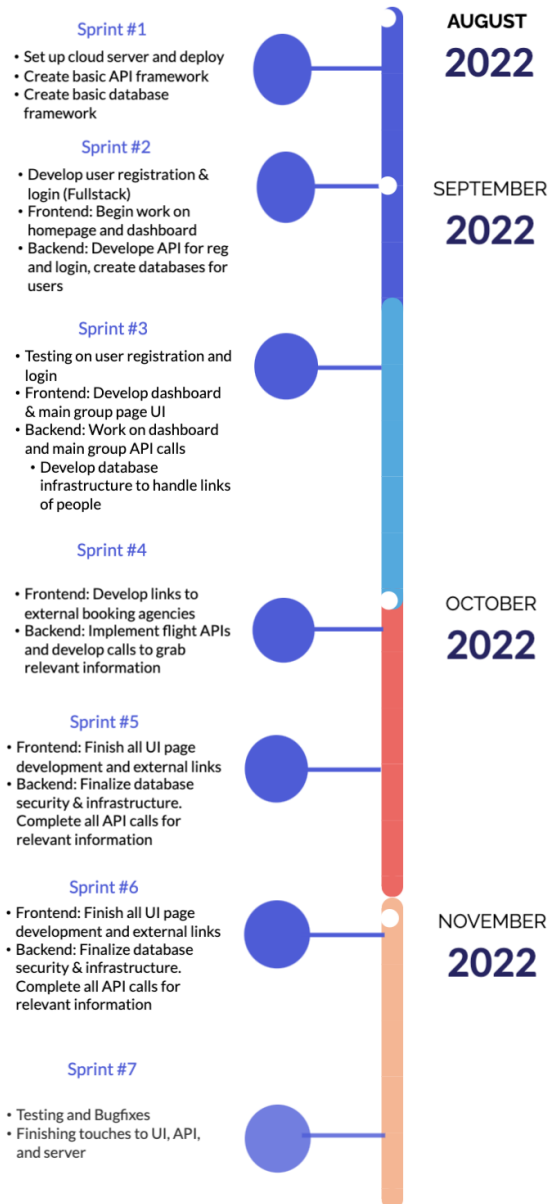 Sprint #1
• Set up cloud server and deploy
• Create basic API framework
• Create basic database
framework
AUGUST
2022
Sprint #2
• Develop user registration &
login (Fullstack)
• Frontend: Begin work on
homepage and dashboard
• Backend: Develope API for reg
and login, create databases for
users
SEPTEMBER
2022
Sprint #3
• Testing on user registration and
login
• Frontend: Develop dashboard
& main group page UI
• Backend: Work on dashboard
and main group API calls
• Develop database
infrastructure to handle links
of people
Sprint #4
• Frontend: Develop links to
external booking agencies
• Backend: Implement flight APIs
and develop calls to grab
relevant information
OCTOBER
2022
Sprint #5
• Frontend: Finish all UI page
development and external links
• Backend: Finalize database
security & infrastructure.
Complete all API calls for
relevant information
Sprint #6
• Frontend: Finish all UI page
development and external links
• Backend: Finalize database
security & infrastructure.
Complete all API calls for
relevant information
NOVEMBER
2022
Sprint #7
• Testing and Bugfixes
• Finishing touches to UI, API,
and server